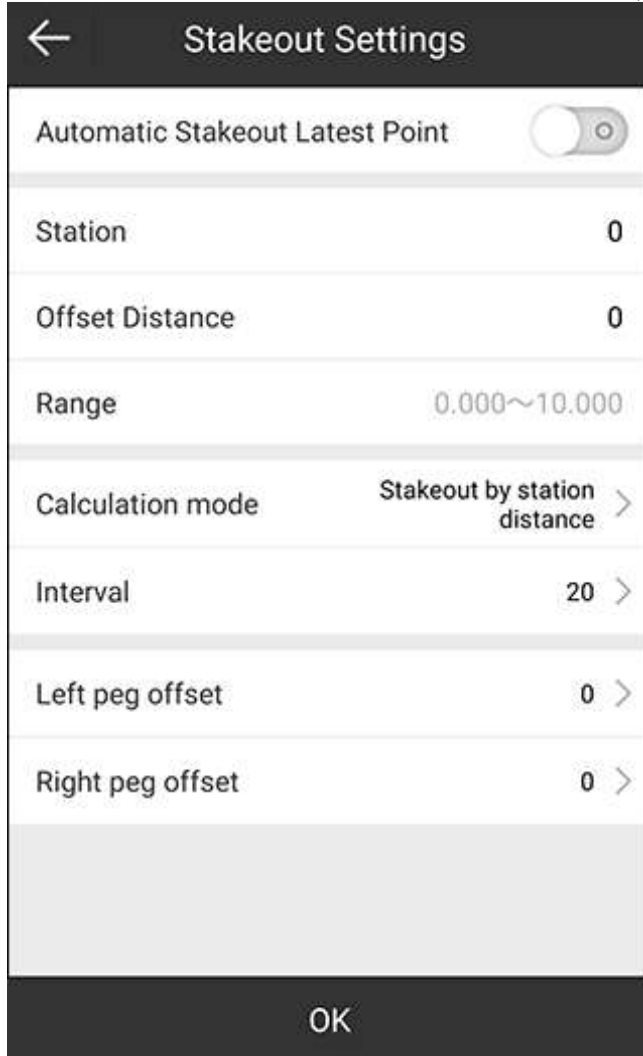 Stakeout Settings
Automatic Stakeout Latest Point
Station 0
Offset Distance 0
Range 0.000～10.000
Calculation mode Stakeout by station
distance
Interval 20
Left peg offset 0
Right peg offset 0
OK